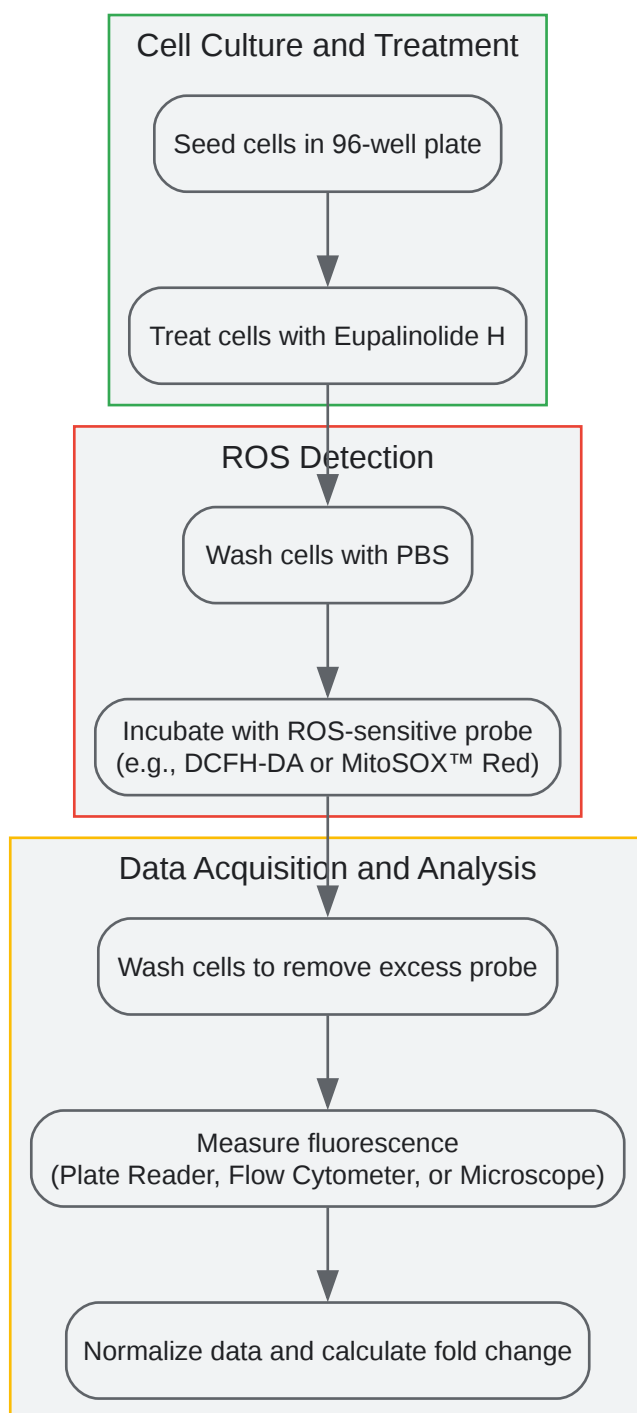 Cell Culture and Treatment
Seed cells in 96-well plate
Treat cells with Eupalinolide H
ROS Detection
Wash cells with PBS
Incubate with ROS-sensitive probe
(e.g., DCFH-DA or MitoSOX™ Red)
Data Acquisition and Analysis
Wash cells to remove excess probe
Measure fluorescence
(Plate Reader, Flow Cytometer, or Microscope)
Normalize data and calculate fold change